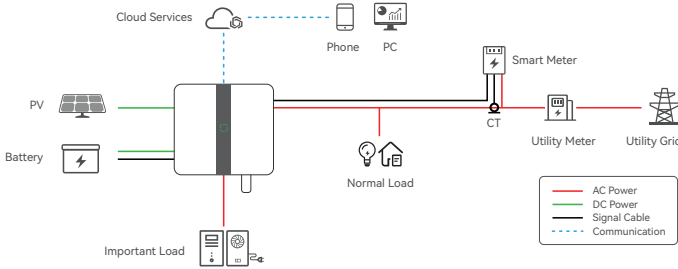 Cloud Services
Phone
PC
Smart Meter
PV
CT
Utility Meter
Utility Grid
Battery
Normal Load
AC Power
DC Power
Signal Cable
Communication
Important Load